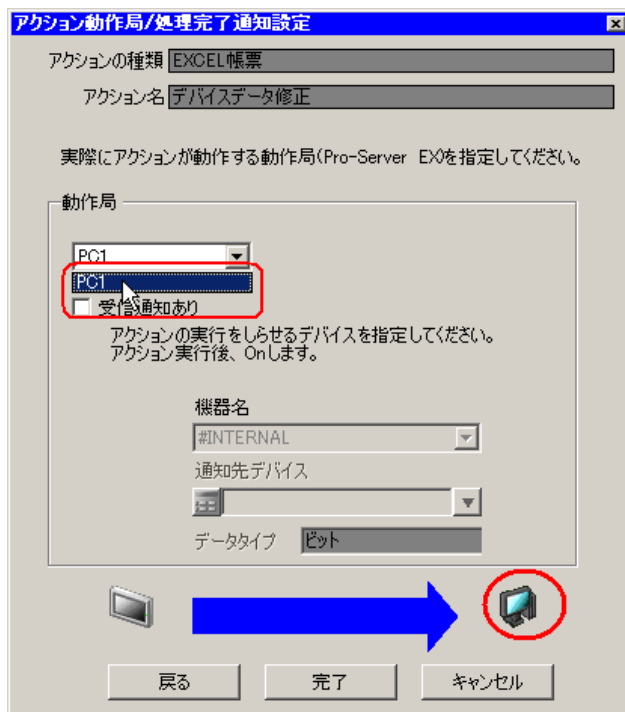 アクション動作局/処理完了通知設定
アクションの種類 EXCEL帳票
アクション名 デバイスデータ修正
実際にアクションが動作する動作局(Pro-Server EX)を指定してください。
動作局
PC1
PC1
受信通知あり
アクションの実行をしらせるデバイスを指定してください。
アクション実行後、Onします。
機器名
#INTERNAL
通知先デバイス
データタイプ ビット
戻る 完了 キャンセル